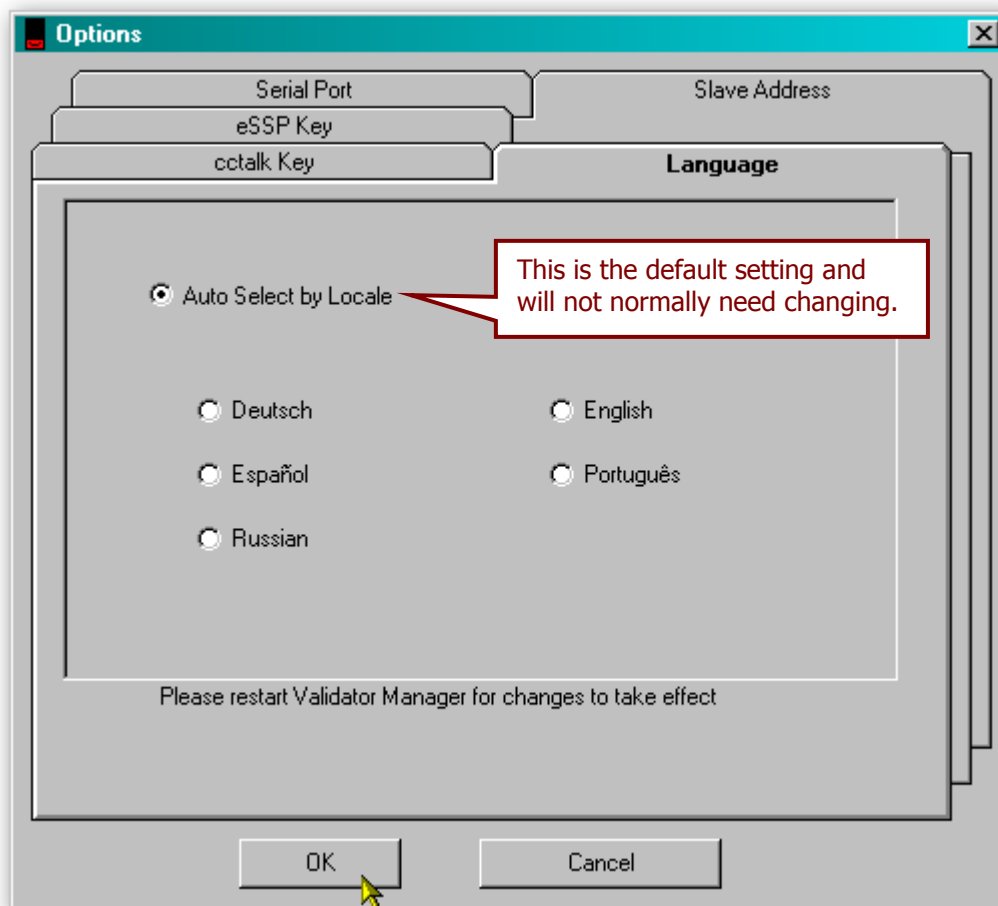 Options
Serial Port
Slave Address
eSSP Key
cctalk Key
Language
This is the default setting and
will not normally need changing.
Auto Select by Locale
Deutsch
English
Español
Português
Russian
Please restart Validator Manager for changes to take effect
OK
Cancel